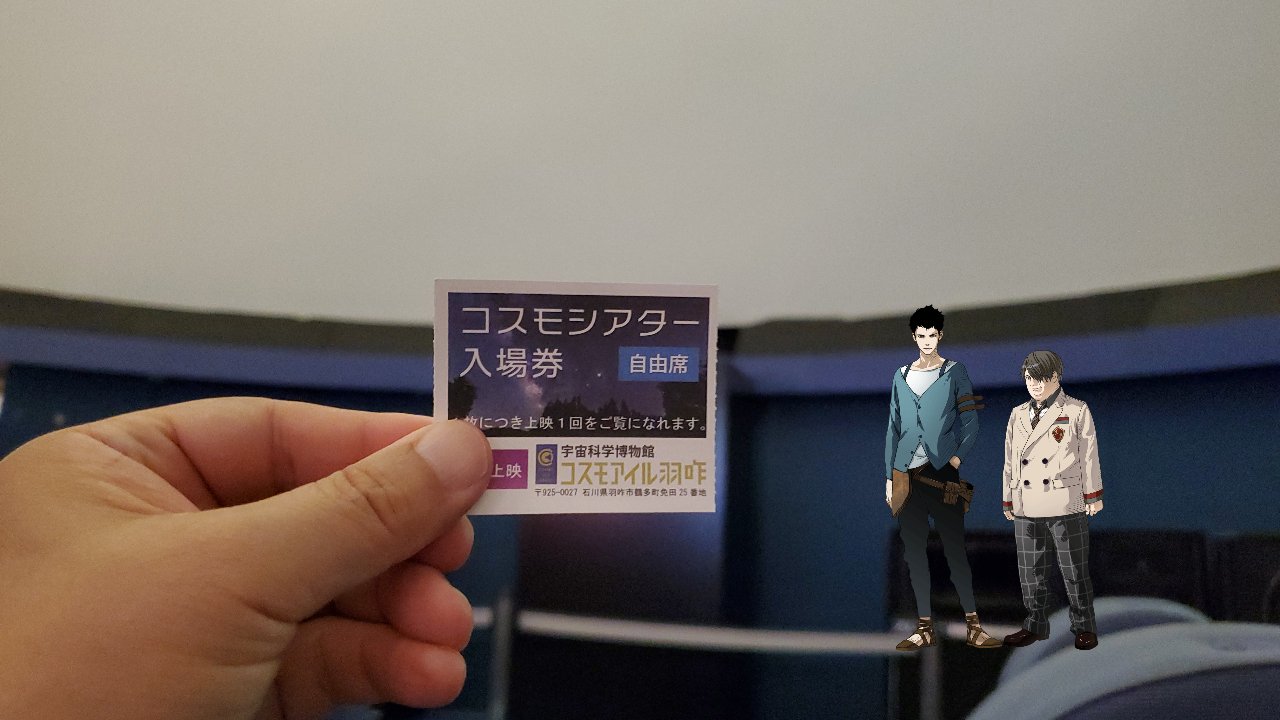 コスモシアター
入場券
自由席
枚につき上映1回をご覧になれます。
上映
宇宙科学博物館
コスモアイル羽咋
〒925-0027 石川県羽咋市鶴多町免田25番地